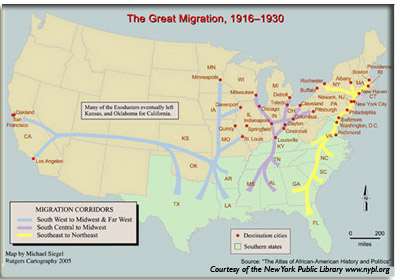 The Great Migration, 1916–1930
MN
Minneapolis
WI
Milwaukee
MI
Detroit
Rochester
Buffalo
Albany
NY
Boston
MA
Providence
RI
CT
New Haven
New York City
Newark, NJ
PA
Philadelphia
Baltimore
Washington, D.C.
Richmond
VA
Pittsburgh
Cleveland
OH
Columbus
Dayton
Cincinnati
Chicago
IN
Indianapolis
IL
Springfield
Quincy
IA
Davenport
MO
St. Louis
Louisville
KY
Many of the Exodusters eventually left
Kansas, and Oklahoma for California.
Oakland
San
Francisco
CA
Los Angeles
KS
OK
AR
TN
NC
SC
GA
AL
MS
LA
TX
FL
MIGRATION CORRIDORS
South West to Midwest & Far West
South Central to Midwest
Southeast to Northeast
Destination cities
Southern states
N
0
200
miles
Map by Michael Siegel
Rutgers Cartography 2005
Source: "The Atlas of African-American History and Politics"
Courtesy of the New York Public Library www.nypl.org